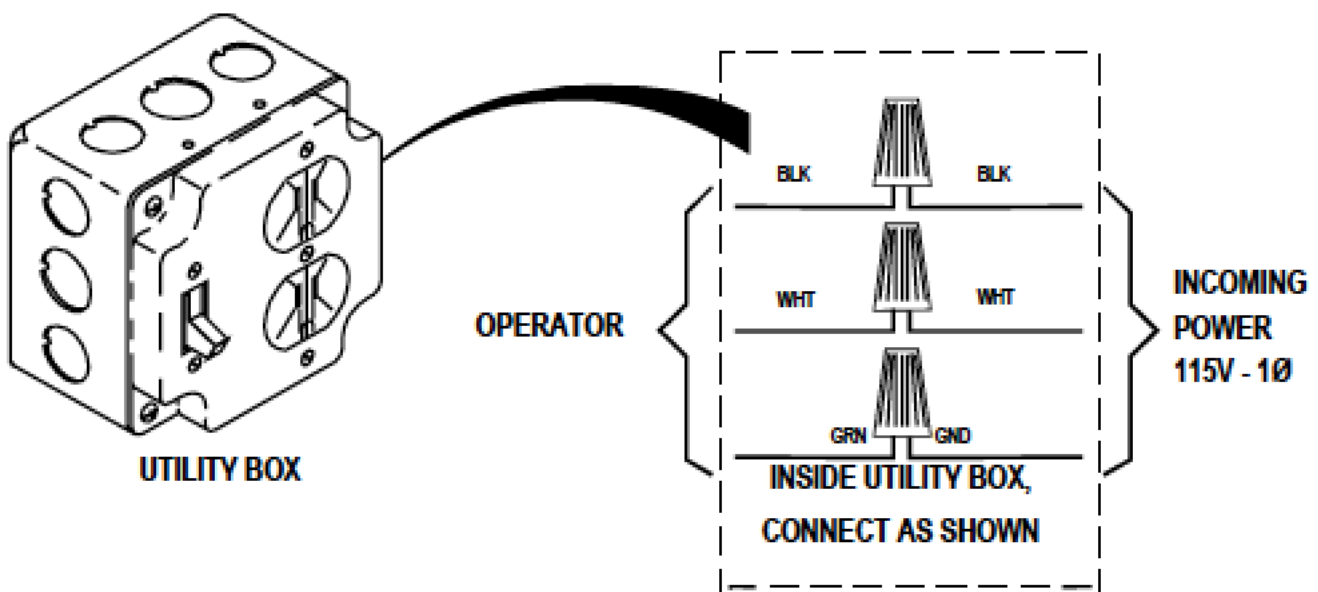 BLK
BLK
WHT
WHT
OPERATOR
INCOMING
POWER
115V - 1Ø
GRN
GND
UTILITY BOX
INSIDE UTILITY BOX,
CONNECT AS SHOWN